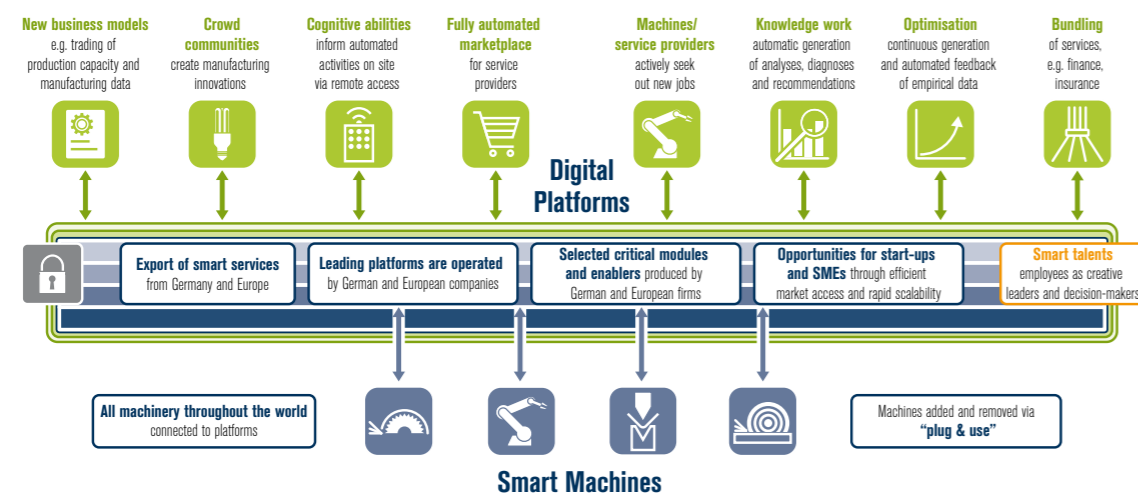 New business models
e.g. trading of
production capacity and
manufacturing data
Crowd
communities
create manufacturing
innovations
Cognitive abilities
inform automated
activities on site
via remote access
Fully automated
marketplace
for service
providers
Machines/
service providers
actively seek
out new jobs
Knowledge work
automatic generation
of analyses, diagnoses
and recommendations
Optimisation
continuous generation
and automated feedback
of empirical data
Bundling
of services,
e.g. finance,
insurance
Digital
Platforms
Export of smart services
from Germany and Europe
Leading platforms are operated
by German and European companies
Selected critical modules
and enablers produced by
German and European firms
Opportunities for start-ups
and SMEs through efficient
market access and rapid scalability
Smart talents
employees as creative
leaders and decision-makers
All machinery throughout the world
connected to platforms
Machines added and removed via
“plug & use”
Smart Machines